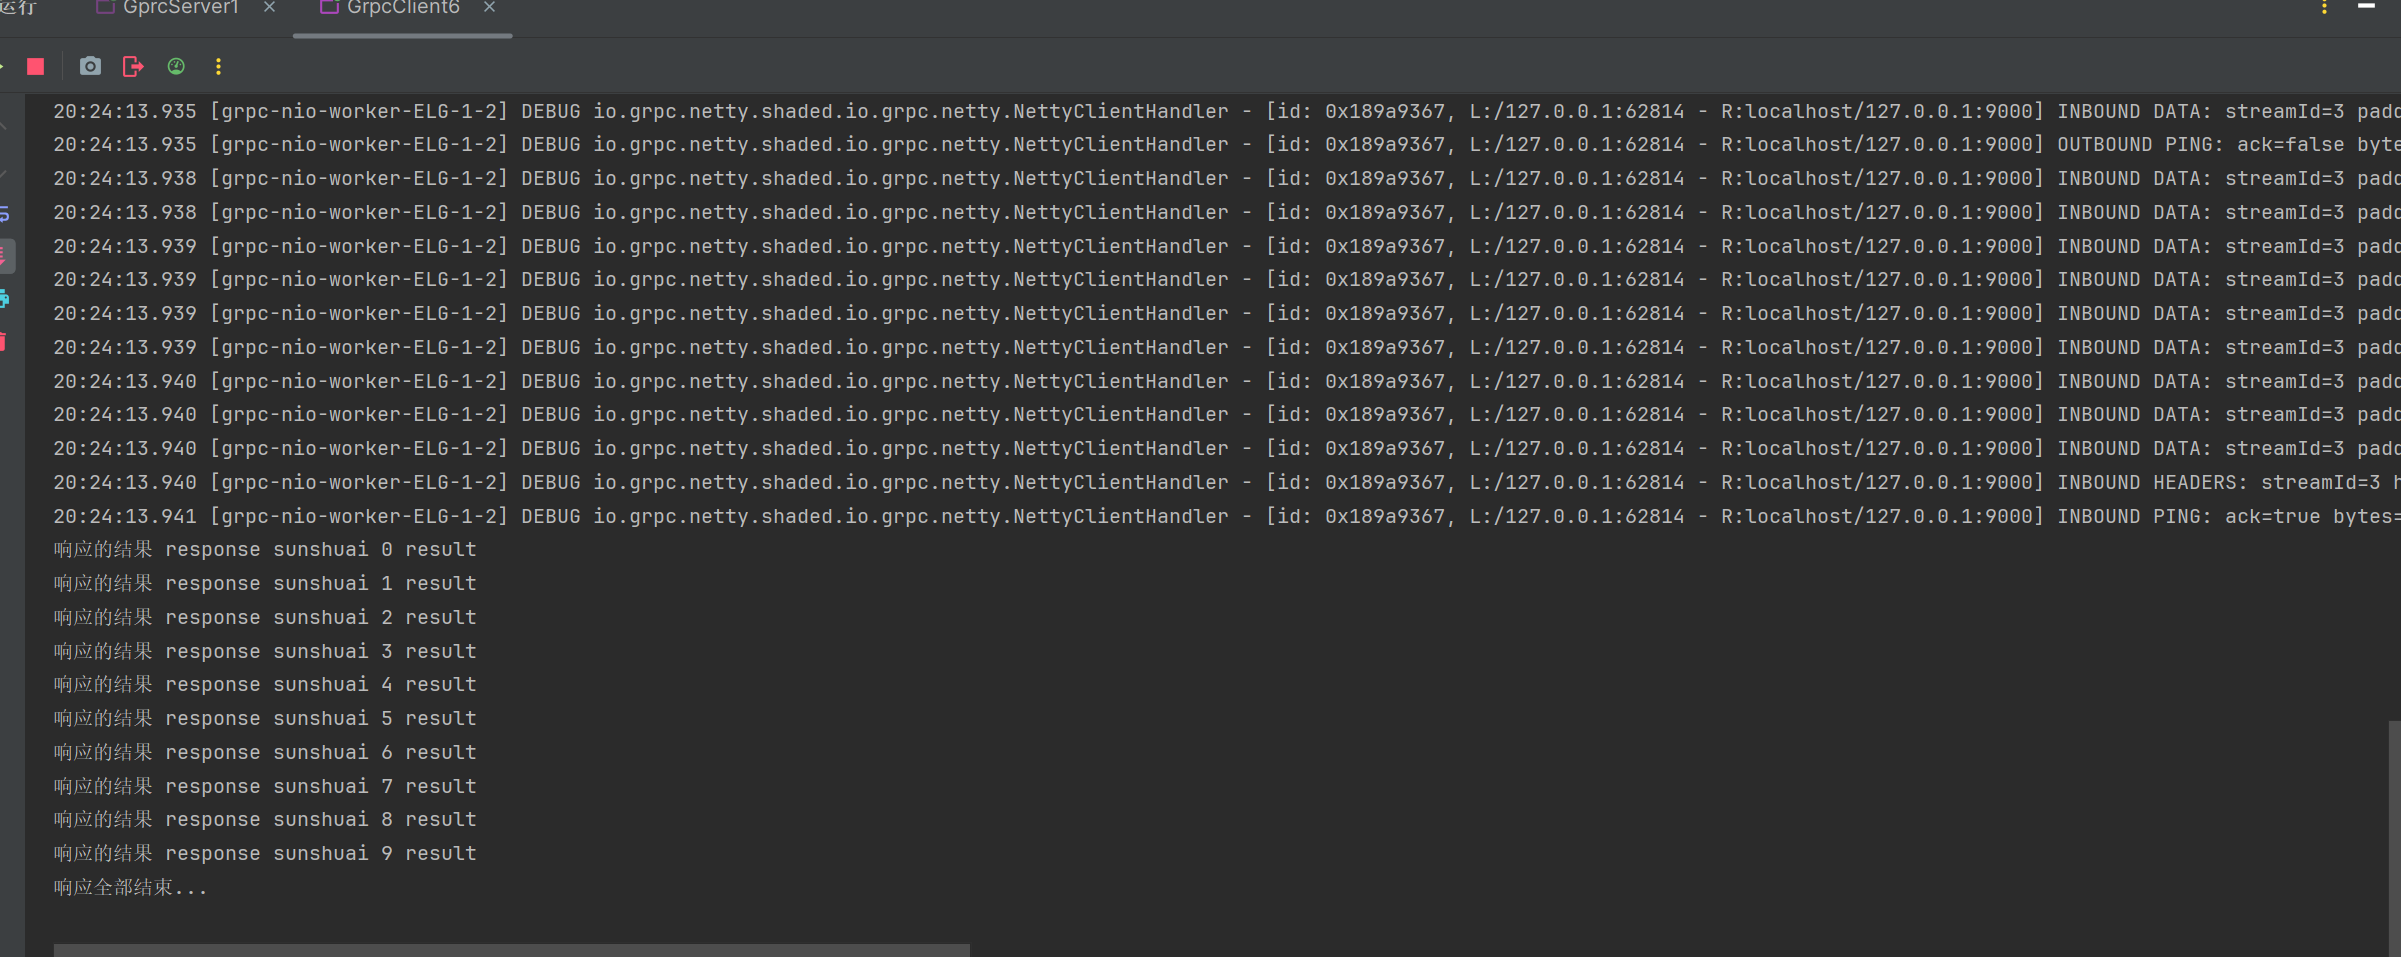 运行 GprcServer1 GrpcClient6
20:24:13.935 [grpc-nio-worker-ELG-1-2] DEBUG io.grpc.netty.shaded.io.grpc.netty.NettyClientHandler - [id: 0x189a9367, L:/127.0.0.1:62814 - R:localhost/127.0.0.1:9000] INBOUND DATA: streamId=3 padd
20:24:13.935 [grpc-nio-worker-ELG-1-2] DEBUG io.grpc.netty.shaded.io.grpc.netty.NettyClientHandler - [id: 0x189a9367, L:/127.0.0.1:62814 - R:localhost/127.0.0.1:9000] OUTBOUND PING: ack=false byte
20:24:13.938 [grpc-nio-worker-ELG-1-2] DEBUG io.grpc.netty.shaded.io.grpc.netty.NettyClientHandler - [id: 0x189a9367, L:/127.0.0.1:62814 - R:localhost/127.0.0.1:9000] INBOUND DATA: streamId=3 padd
20:24:13.938 [grpc-nio-worker-ELG-1-2] DEBUG io.grpc.netty.shaded.io.grpc.netty.NettyClientHandler - [id: 0x189a9367, L:/127.0.0.1:62814 - R:localhost/127.0.0.1:9000] INBOUND DATA: streamId=3 padd
20:24:13.939 [grpc-nio-worker-ELG-1-2] DEBUG io.grpc.netty.shaded.io.grpc.netty.NettyClientHandler - [id: 0x189a9367, L:/127.0.0.1:62814 - R:localhost/127.0.0.1:9000] INBOUND DATA: streamId=3 padd
20:24:13.939 [grpc-nio-worker-ELG-1-2] DEBUG io.grpc.netty.shaded.io.grpc.netty.NettyClientHandler - [id: 0x189a9367, L:/127.0.0.1:62814 - R:localhost/127.0.0.1:9000] INBOUND DATA: streamId=3 padd
20:24:13.939 [grpc-nio-worker-ELG-1-2] DEBUG io.grpc.netty.shaded.io.grpc.netty.NettyClientHandler - [id: 0x189a9367, L:/127.0.0.1:62814 - R:localhost/127.0.0.1:9000] INBOUND DATA: streamId=3 padd
20:24:13.939 [grpc-nio-worker-ELG-1-2] DEBUG io.grpc.netty.shaded.io.grpc.netty.NettyClientHandler - [id: 0x189a9367, L:/127.0.0.1:62814 - R:localhost/127.0.0.1:9000] INBOUND DATA: streamId=3 padd
20:24:13.940 [grpc-nio-worker-ELG-1-2] DEBUG io.grpc.netty.shaded.io.grpc.netty.NettyClientHandler - [id: 0x189a9367, L:/127.0.0.1:62814 - R:localhost/127.0.0.1:9000] INBOUND DATA: streamId=3 padd
20:24:13.940 [grpc-nio-worker-ELG-1-2] DEBUG io.grpc.netty.shaded.io.grpc.netty.NettyClientHandler - [id: 0x189a9367, L:/127.0.0.1:62814 - R:localhost/127.0.0.1:9000] INBOUND DATA: streamId=3 padd
20:24:13.940 [grpc-nio-worker-ELG-1-2] DEBUG io.grpc.netty.shaded.io.grpc.netty.NettyClientHandler - [id: 0x189a9367, L:/127.0.0.1:62814 - R:localhost/127.0.0.1:9000] INBOUND DATA: streamId=3 padd
20:24:13.940 [grpc-nio-worker-ELG-1-2] DEBUG io.grpc.netty.shaded.io.grpc.netty.NettyClientHandler - [id: 0x189a9367, L:/127.0.0.1:62814 - R:localhost/127.0.0.1:9000] INBOUND HEADERS: streamId=3 h
20:24:13.941 [grpc-nio-worker-ELG-1-2] DEBUG io.grpc.netty.shaded.io.grpc.netty.NettyClientHandler - [id: 0x189a9367, L:/127.0.0.1:62814 - R:localhost/127.0.0.1:9000] INBOUND PING: ack=true bytes=
响应的结果 response sunshuai 0 result
响应的结果 response sunshuai 1 result
响应的结果 response sunshuai 2 result
响应的结果 response sunshuai 3 result
响应的结果 response sunshuai 4 result
响应的结果 response sunshuai 5 result
响应的结果 response sunshuai 6 result
响应的结果 response sunshuai 7 result
响应的结果 response sunshuai 8 result
响应的结果 response sunshuai 9 result
响应全部结束...